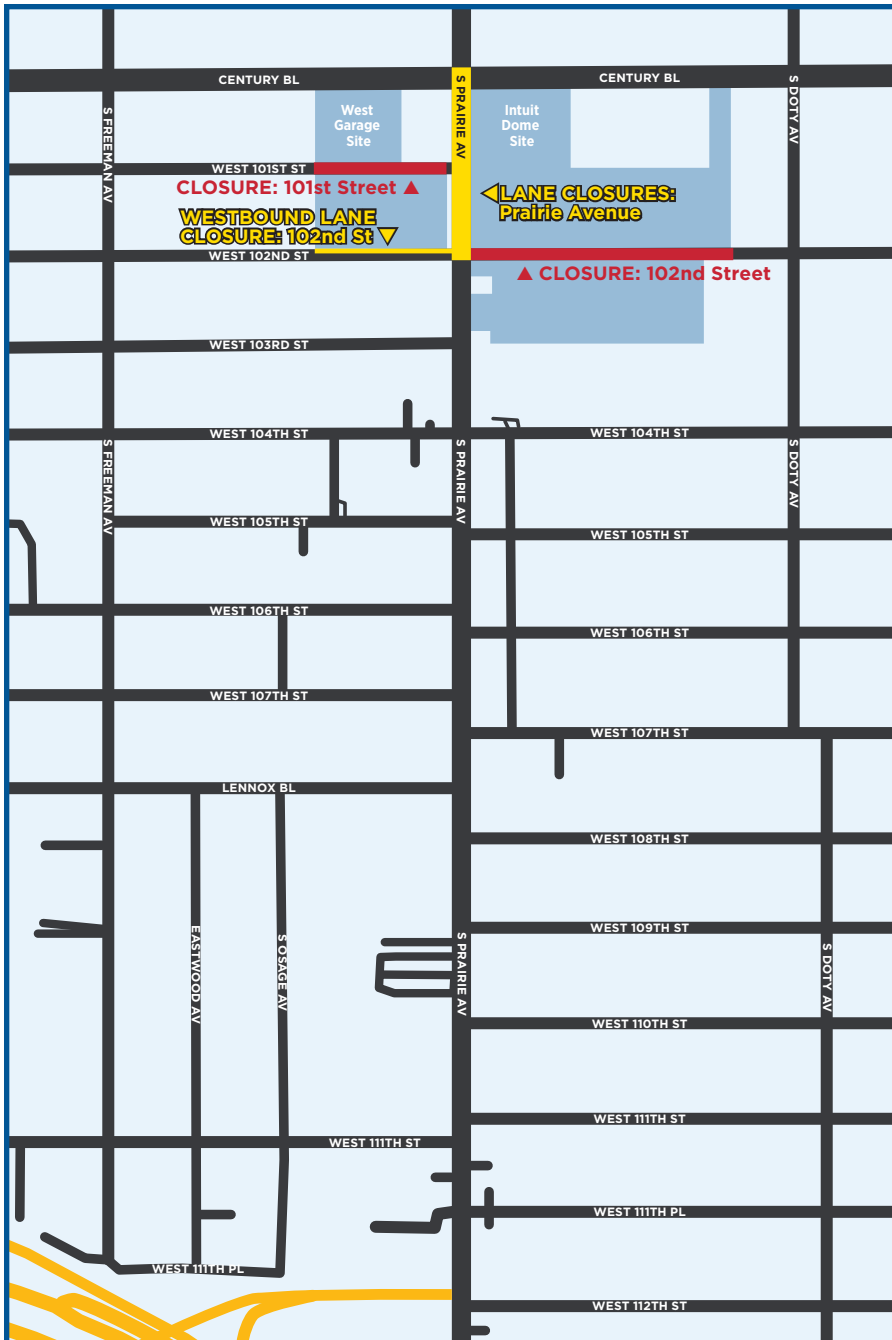 CENTURY BL
CENTURY BL
S PRAIRIE AV
S DOTY AV
S FREEMAN AV
West
Garage
Site
Intuit
Dome
Site
WEST 101ST ST
CLOSURE: 101st Street ▲
◀LANE CLOSURES:
Prairie Avenue
WESTBOUND LANE
CLOSURE: 102nd St ▼
WEST 102ND ST
▲ CLOSURE: 102nd Street
WEST 103RD ST
WEST 104TH ST
WEST 104TH ST
S FREEMAN AV
S PRAIRIE AV
S DOTY AV
WEST 105TH ST
WEST 105TH ST
WEST 106TH ST
WEST 106TH ST
WEST 107TH ST
WEST 107TH ST
LENNOX BL
WEST 108TH ST
EASTWOOD AV
S OSAGE AV
S PRAIRIE AV
WEST 109TH ST
S DOTY AV
WEST 110TH ST
WEST 111TH ST
WEST 111TH ST
WEST 111TH PL
WEST 111TH PL
WEST 112TH ST